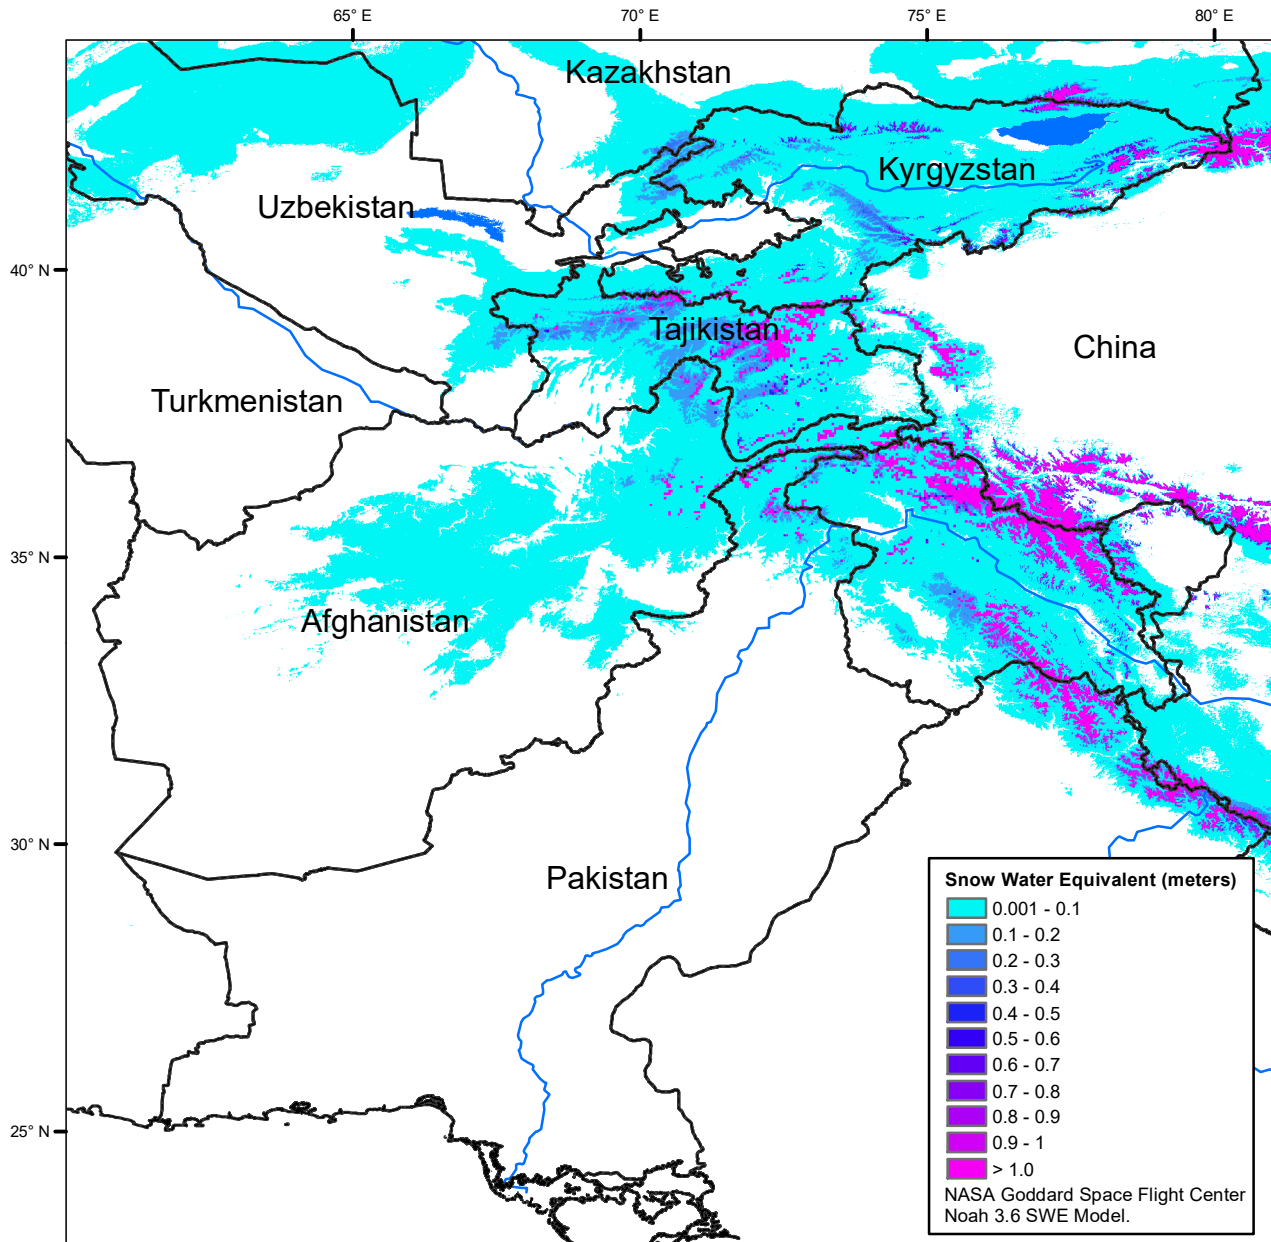 65° E
70° E
75° E
80° E
Kazakhstan
Kyrgyzstan
Uzbekistan
40° N
Tajikistan
China
Turkmenistan
35° N
Afghanistan
30° N
Pakistan
25° N
Snow Water Equivalent (meters)
0.001 - 0.1
0.1 - 0.2
0.2 - 0.3
0.3 - 0.4
0.4 - 0.5
0.5 - 0.6
0.6 - 0.7
0.7 - 0.8
0.8 - 0.9
0.9 - 1
> 1.0
NASA Goddard Space Flight Center
Noah 3.6 SWE Model.